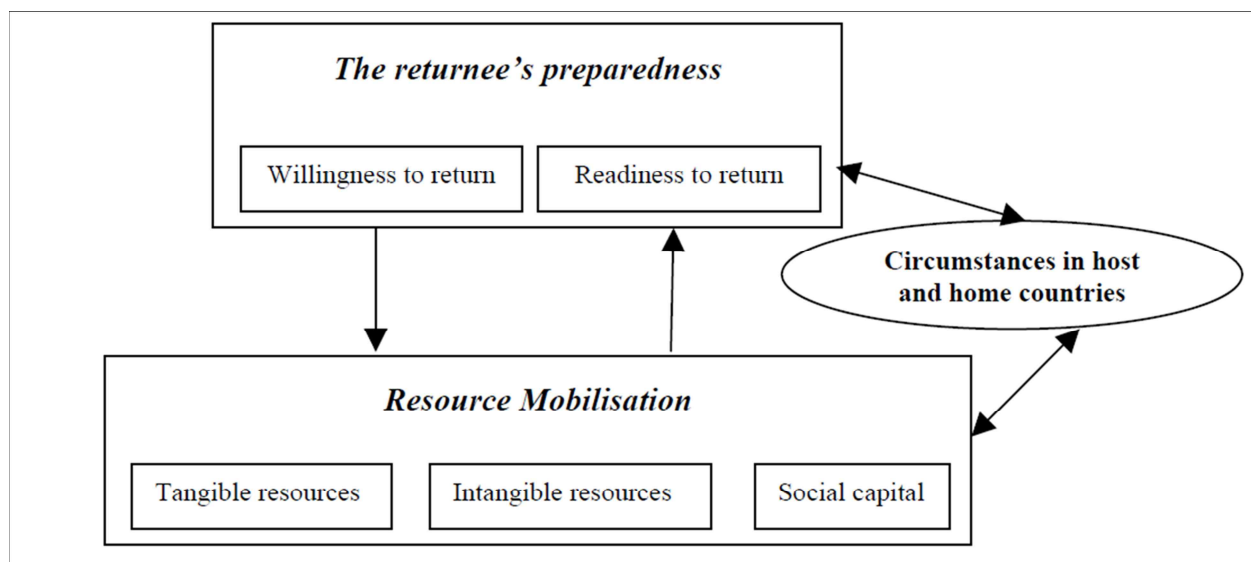 The returnee's preparedness
Willingness to return
Readiness to return
Circumstances in host
and home countries
Resource Mobilisation
Tangible resources
Intangible resources
Social capital